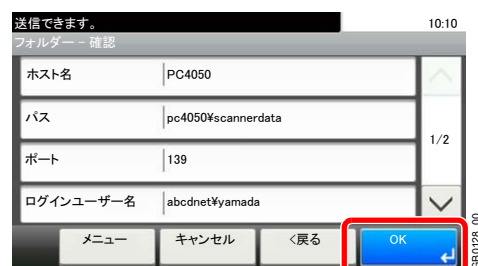 送信できます。 10:10
フォルダー - 確認
ホスト名 PC4050
パス pc4050¥scannerdata
ポート 139
1/2
ログインユーザー名 abcdnet¥yamada
メニュー キャンセル <戻る OK
GB0128_00